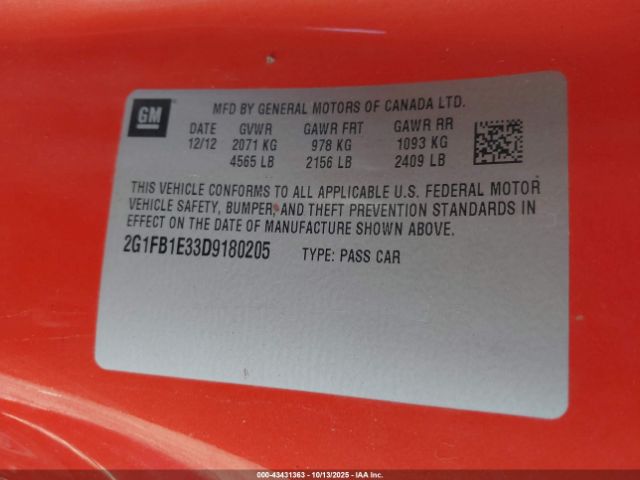 GM
MFD BY GENERAL MOTORS OF CANADA LTD.
DATE GVWR GAWR FRT GAWR RR
12/12 2071 KG 978 KG 1093 KG
4565 LB 2156 LB 2409 LB
THIS VEHICLE CONFORMS TO ALL APPLICABLE U.S. FEDERAL MOTOR
VEHICLE SAFETY, BUMPER, AND THEFT PREVENTION STANDARDS IN
EFFECT ON THE DATE OF MANUFACTURE SHOWN ABOVE.
2G1FB1E33D9180205 TYPE: PASS CAR
00-43431363 | 10/13/2025 | IAA Inc.